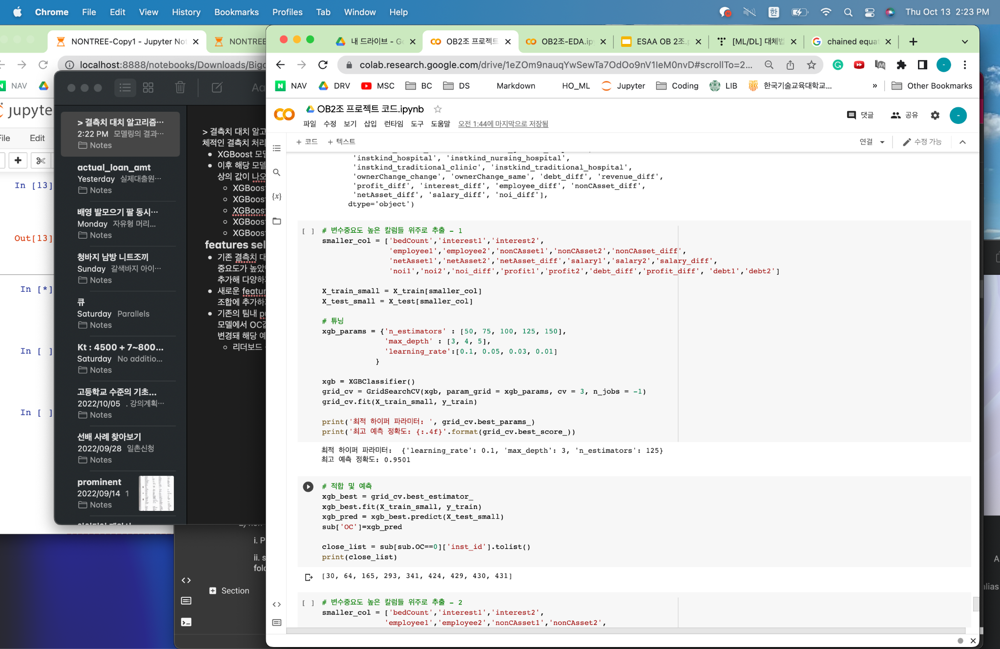 Chrome File Edit View History Bookmarks Profiles Tab Window Help
한
Thu Oct 13 2:23 PM
NONTREE-Copy1 - Jupyter Not
NONTREE
localhost:8888/notebooks/Downloads/Bigc
NAV
jupyte
File Edit
In [13]
Out[13]
In [*]
In [ ]
In [ ]
> 결측치 대치 알고리즘…
2:22 PM 모델링의 결과…
Notes
actual_loan_amt
Yesterday 실제대출원…
Notes
배영 발모으기 팔 동시…
Monday 자유형 머리...
Notes
청바지 남방 니트조끼
Sunday 갈색바지 아이…
Notes
큐
Saturday Parallels
Notes
Kt : 4500 + 7~800...
Saturday No additio...
Notes
고등학교 수준의 기초...
2022/10/05 . 강의계획…
Notes
선배 사례 찾아보기
2022/09/28 일촌신청
Notes
prominent
2022/09/14 1
Notes
> 결측치 대치 알고
체적인 결측치 처리
XGBoost 모델
이후 해당 모델
상의 값이 나오
XGBoost
XGBoost
XGBoost
XGBoost
XGBoost
features sel
기존 결측치 대
중요도가 높았
추가해 다양하
새로운 featur
조합에 추가하
기존의 팀내 pu
모델에서 OC값
변경돼 해당 예
리더보드
i. P
ii. s
fold
Section
내 드라이브 - Go
OB2조 프로젝트
OB2조-EDA.ip
ESAA OB 2조.p
[ML/DL] 대체법
chained equat
colab.research.google.com/drive/1eZOm9nauqYwSewTa7OdOo9nV1IeM0nvD#scrollTo=2...
NAV DRV MSC BC DS Markdown HO_ML Jupyter Coding LIB 한국기술교육대학교... » Other Bookmarks
OB2조 프로젝트 코드.ipynb
댓글 공유
파일 수정 보기 삽입 런타임 도구 도움말 오전 1:44에 마지막으로 저장됨
+ 코드 + 텍스트
연결 수정 가능
'instkind_hospital', 'instkind_nursing_hospital',
'instkind_traditional_clinic', 'instkind_traditional_hospital',
'ownerChange_change', 'ownerChange_same', 'debt_diff', 'revenue_diff',
'profit_diff', 'interest_diff', 'employee_diff', 'nonCAsset_diff',
'netAsset_diff', 'salary_diff', 'noi_diff'],
dtype='object')
[ ] # 변수중요도 높은 칼럼들 위주로 추출 - 1
smaller_col = ['bedCount','interest1','interest2',
'employee1','employee2','nonCAsset1','nonCAsset2','nonCAsset_diff',
'netAsset1','netAsset2','netAsset_diff','salary1','salary2','salary_diff',
'noi1','noi2','noi_diff','profit1','profit2','debt_diff','profit_diff', 'debt1','debt2']
X_train_small = X_train[smaller_col]
X_test_small = X_test[smaller_col]
# 튜닝
xgb_params = {'n_estimators' : [50, 75, 100, 125, 150],
'max_depth' : [3, 4, 5],
'learning_rate':[0.1, 0.05, 0.03, 0.01]
}
xgb = XGBClassifier()
grid_cv = GridSearchCV(xgb, param_grid = xgb_params, cv = 3, n_jobs = -1)
grid_cv.fit(X_train_small, y_train)
print('최적 하이퍼 파라미터: ', grid_cv.best_params_)
print('최고 예측 정확도: {:.4f}'.format(grid_cv.best_score_))
최적 하이퍼 파라미터: {'learning_rate': 0.1, 'max_depth': 3, 'n_estimators': 125}
최고 예측 정확도: 0.9501
# 적합 및 예측
xgb_best = grid_cv.best_estimator_
xgb_best.fit(X_train_small, y_train)
xgb_pred = xgb_best.predict(X_test_small)
sub['OC']=xgb_pred
close_list = sub[sub.OC==0]['inst_id'].tolist()
print(close_list)
[30, 64, 165, 293, 341, 424, 429, 430, 431]
[ ] # 변수중요도 높은 칼럼들 위주로 추출 - 2
smaller_col = ['bedCount','interest1','interest2',
'employee1','employee2','nonCAsset1','nonCAsset2',